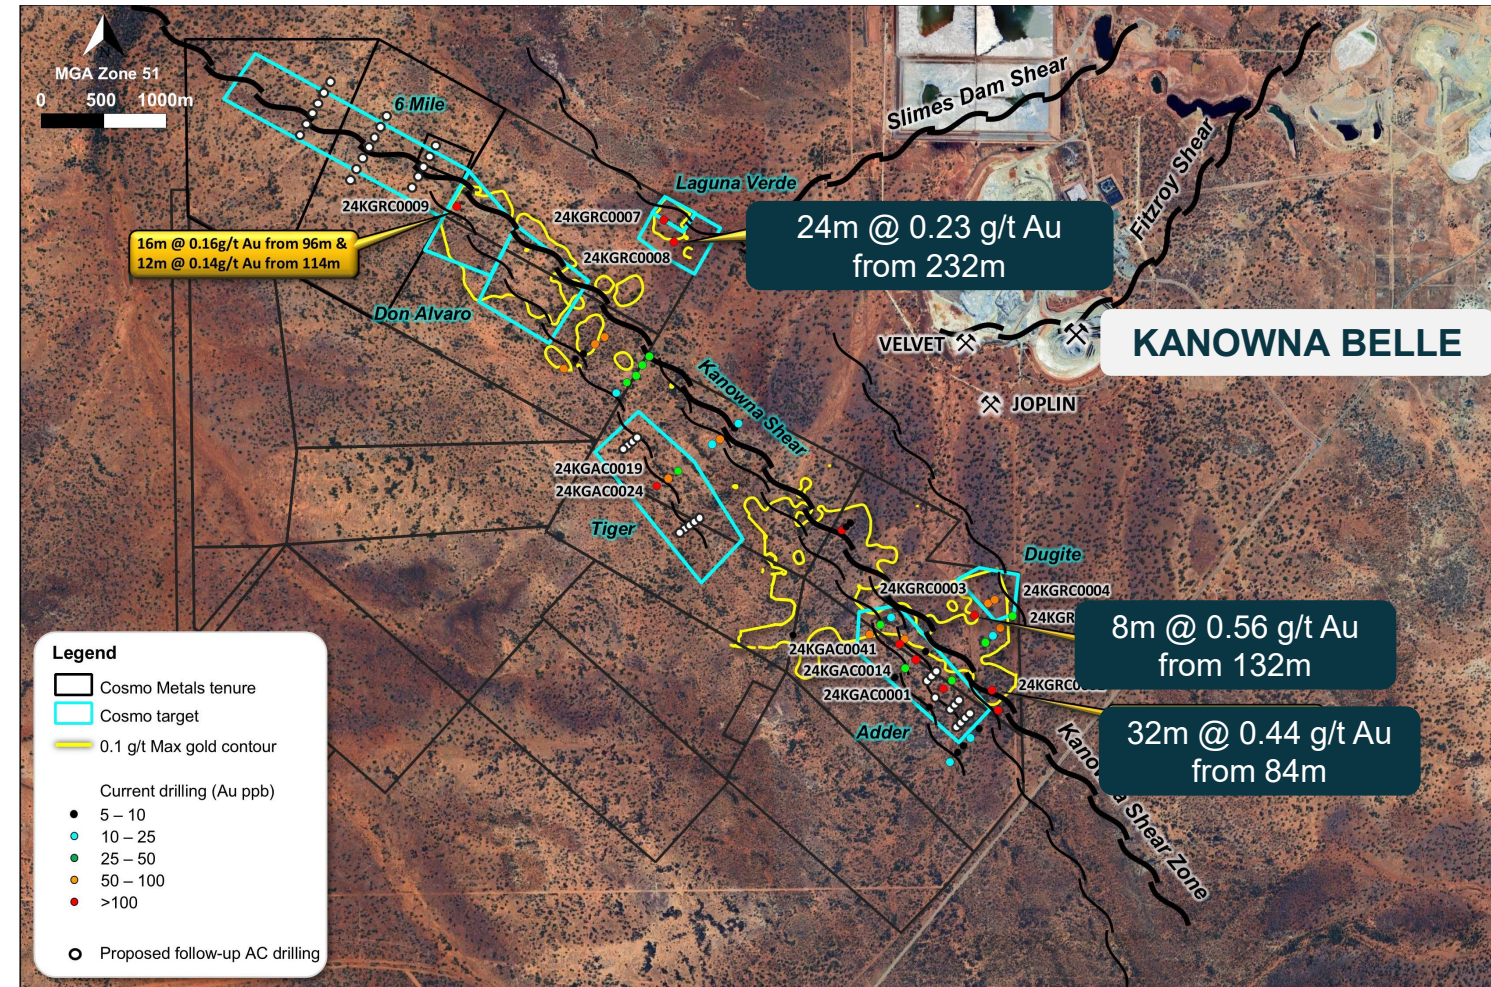 MGA Zone 51
0 500 1000m
6 Mile
Slimes Dam Shear
Fitzroy Shear
Laguna Verde
24KGRC0009
24KGRC0007
24KGRC0008
16m @ 0.16g/t Au from 96m &
12m @ 0.14g/t Au from 114m
24m @ 0.23 g/t Au
from 232m
Don Alvaro
VELVET
KANOWNA BELLE
JOPLIN
Kanowna Shear
24KGAC0019
24KGAC0024
Tiger
Dugite
24KGRC0003
24KGRC0004
8m @ 0.56 g/t Au
from 132m
24KGAC0041
24KGAC0014
24KGAC0001
Adder
32m @ 0.44 g/t Au
from 84m
Kanowna Shear Zone
Legend
Cosmo Metals tenure
Cosmo target
0.1 g/t Max gold contour
Current drilling (Au ppb)
5 – 10
10 – 25
25 – 50
50 – 100
>100
Proposed follow-up AC drilling